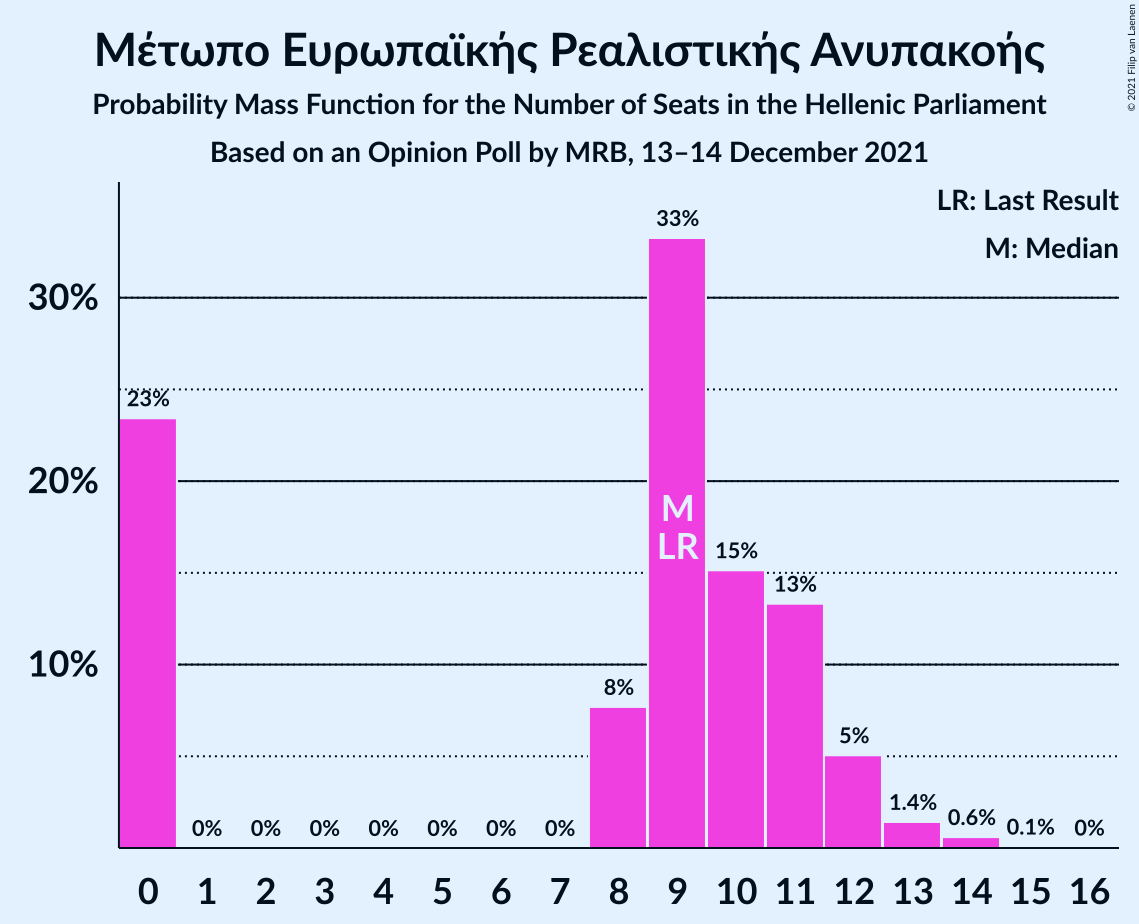 Μέτωπο Ευρωπαϊκής Ρεαλιστικής Ανυπακοής
Probability Mass Function for the Number of Seats in the Hellenic Parliament
Based on an Opinion Poll by MRB, 13–14 December 2021
© 2021 Filip van Laenen
LR: Last Result
M: Median
33%
30%
23%
20%
M
LR
15%
13%
10%
8%
5%
1.4%
0.6%
0% 0% 0% 0% 0% 0% 0% 0.1% 0%
0 1 2 3 4 5 6 7 8 9 10 11 12 13 14 15 16